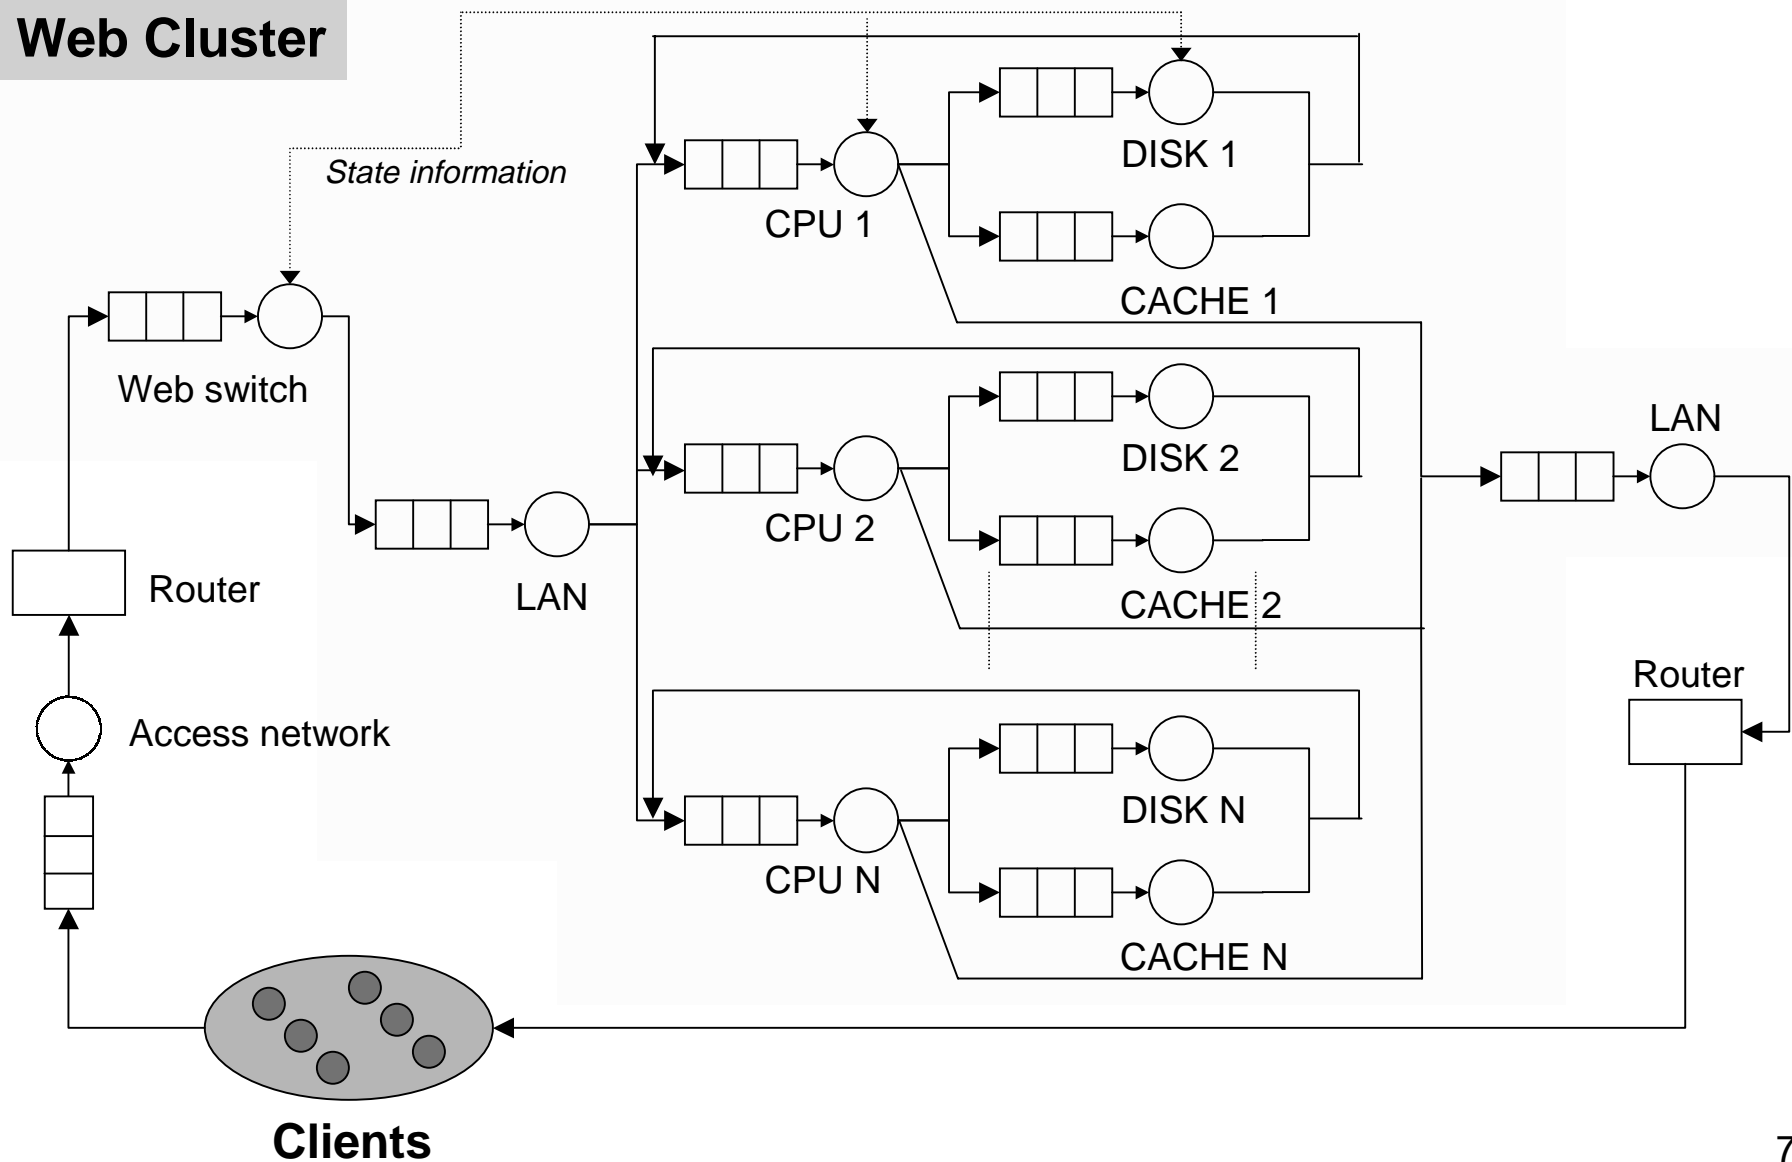 Web Cluster
State information
DISK 1
CPU 1
CACHE 1
Web switch
LAN
DISK 2
CPU 2
Router
LAN
CACHE 2
Router
Access network
DISK N
CPU N
CACHE N
Clients
7